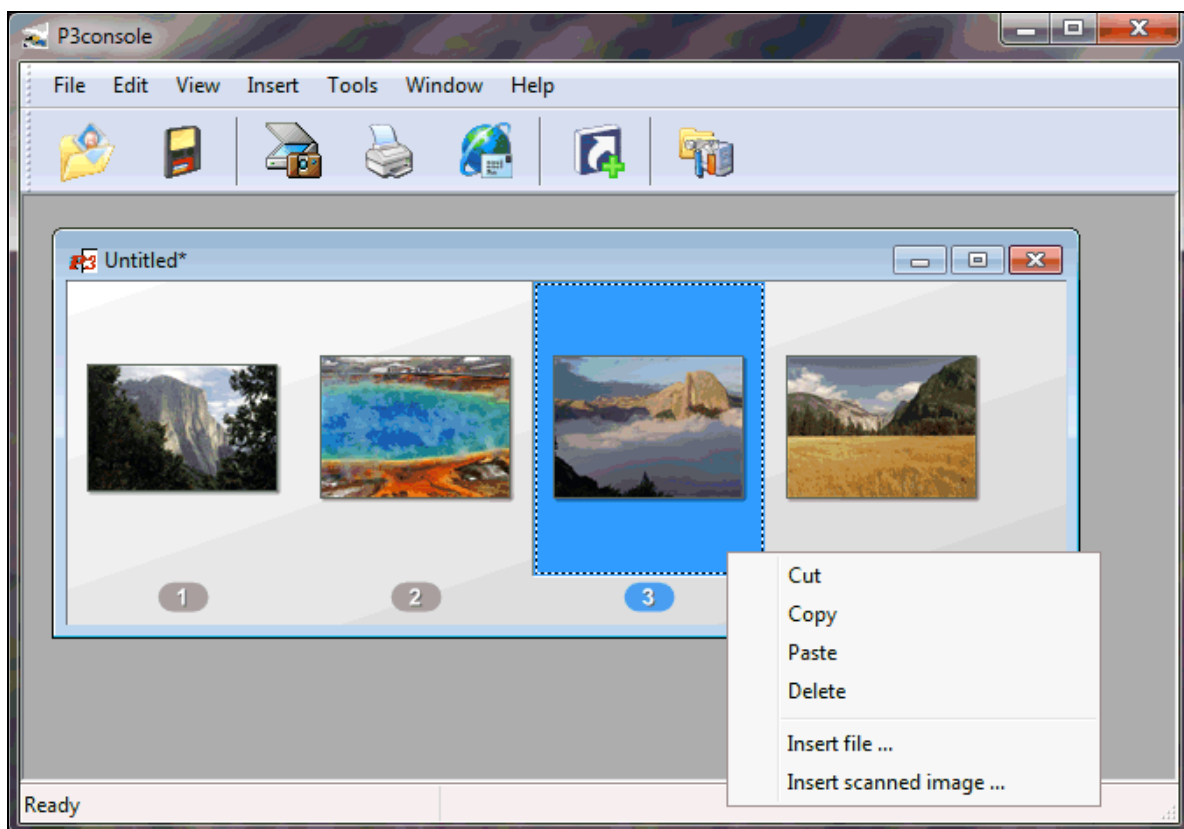 P3console
File Edit View Insert Tools Window Help
P3 Untitled*
1 2 3
Cut
Copy
Paste
Delete
Insert file ...
Insert scanned image ...
Ready